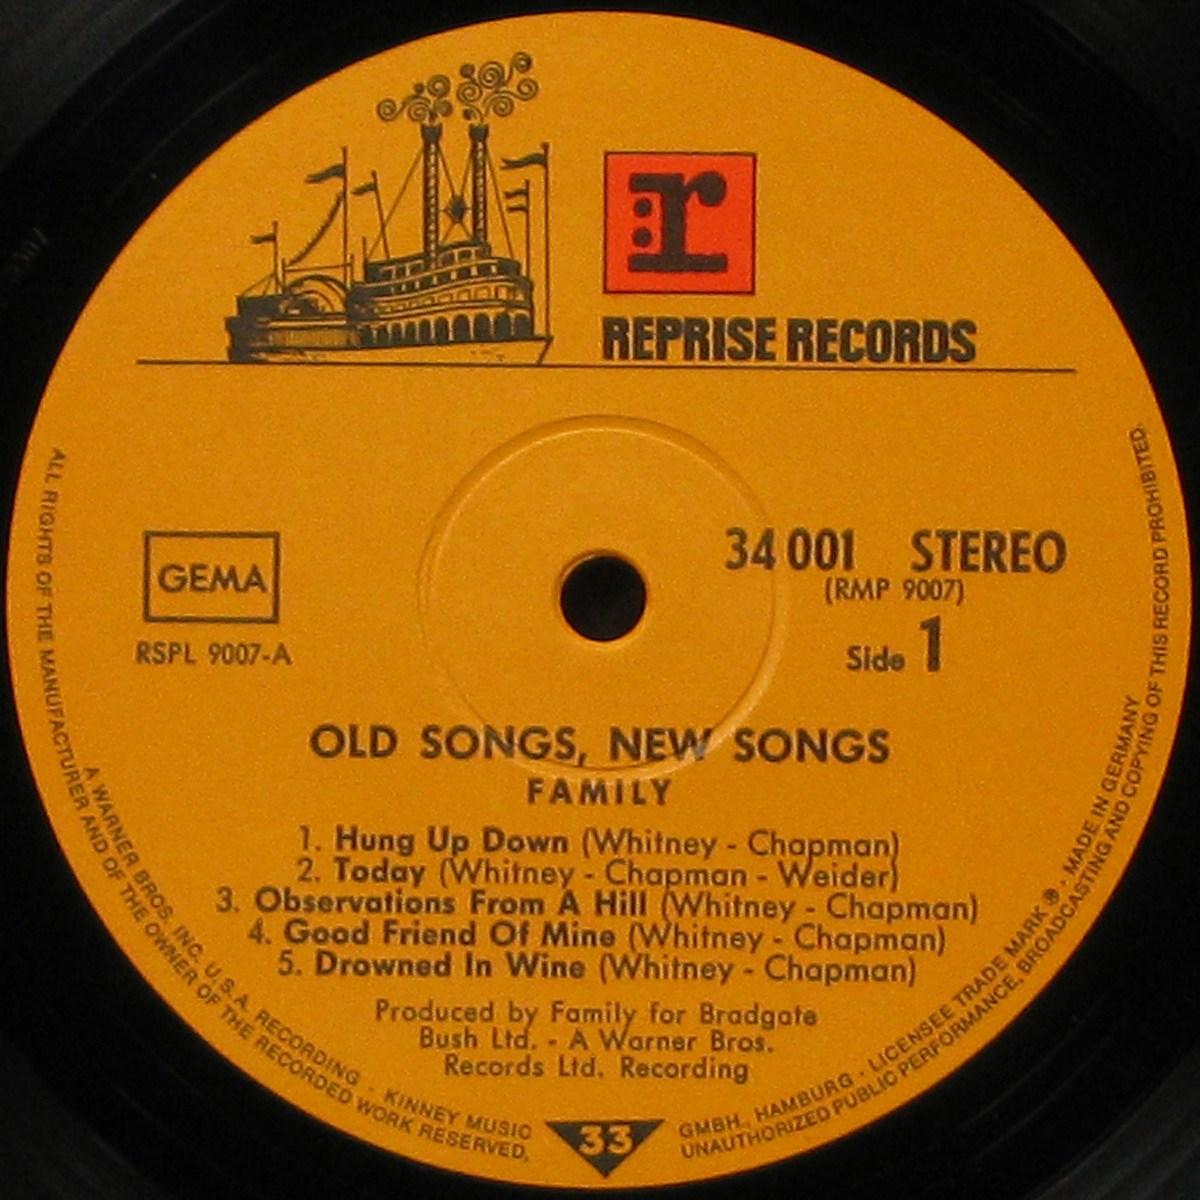 r:
REPRISE RECORDS
GEMA
RSPL 9007-A
34 001 STEREO
(RMP 9007)
Side 1
OLD SONGS, NEW SONGS
FAMILY
1. Hung Up Down (Whitney - Chapman)
2. Today (Whitney - Chapman - Weider)
3. Observations From A Hill (Whitney - Chapman)
4. Good Friend Of Mine (Whitney - Chapman)
5. Drowned In Wine (Whitney - Chapman)
Produced by Family for Bradgate
Bush Ltd. - A Warner Bros.
Records Ltd. Recording
33
A WARNER BROS. INC. U.S.A. RECORDING · KINNEY MUSIC GMBH., HAMBURG · LICENSEE TRADE MARK ® · MADE IN GERMANY
ALL RIGHTS OF THE MANUFACTURER AND OF THE OWNER OF THE RECORDED WORK RESERVED, UNAUTHORIZED PUBLIC PERFORMANCE, BROADCASTING AND COPYING OF THIS RECORD PROHIBITED.